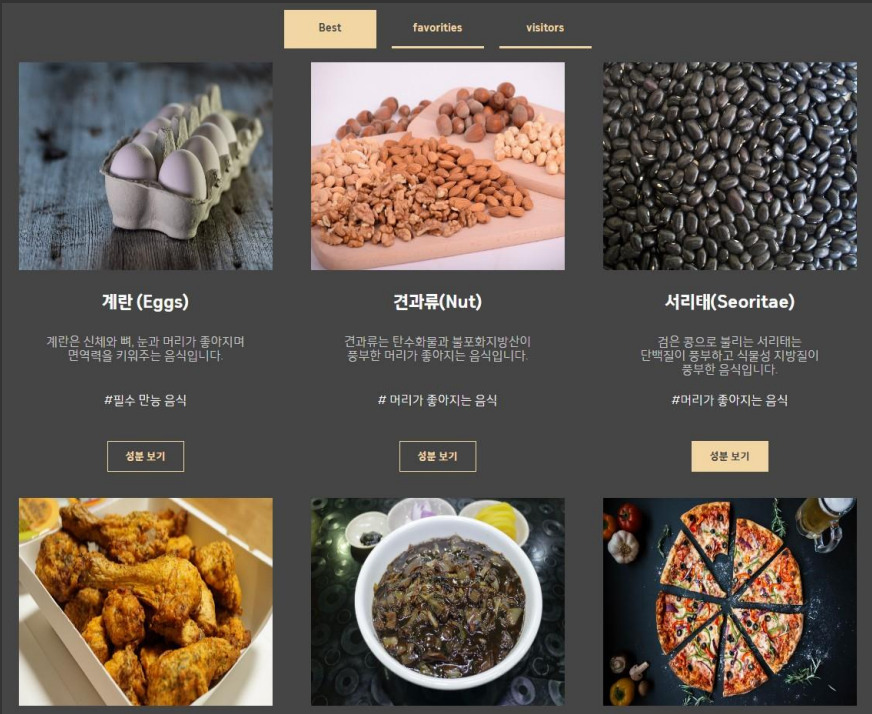 Best
favorities
visitors
계란 (Eggs)
계란은 신체와 뼈, 눈과 머리가 좋아지며
면역력을 키워주는 음식입니다.
#필수 만능 음식
성분 보기
견과류(Nut)
견과류는 탄수화물과 불포화지방산이
풍부한 머리가 좋아지는 음식입니다.
# 머리가 좋아지는 음식
성분 보기
서리태(Seoritae)
검은 콩으로 불리는 서리태는
단백질이 풍부하고 식물성 지방질이
풍부한 음식입니다.
#머리가 좋아지는 음식
성분 보기